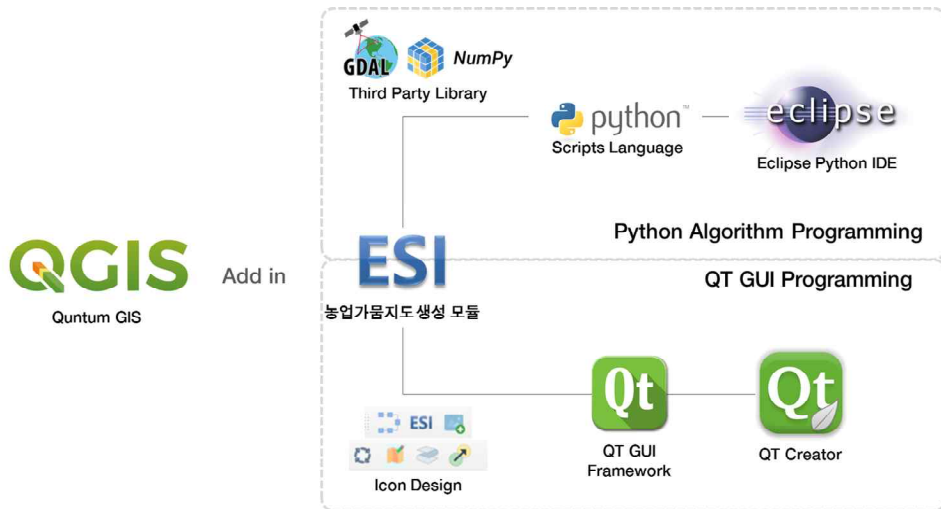 GDAL
NumPy
Third Party Library
python™
Scripts Language
eclipse
Eclipse Python IDE
Python Algorithm Programming
QGIS
Quntum GIS
Add in
ESI
농업가뭄지도 생성 모듈
QT GUI Programming
ESI
Icon Design
Qt
QT GUI
Framework
Qt
QT Creator